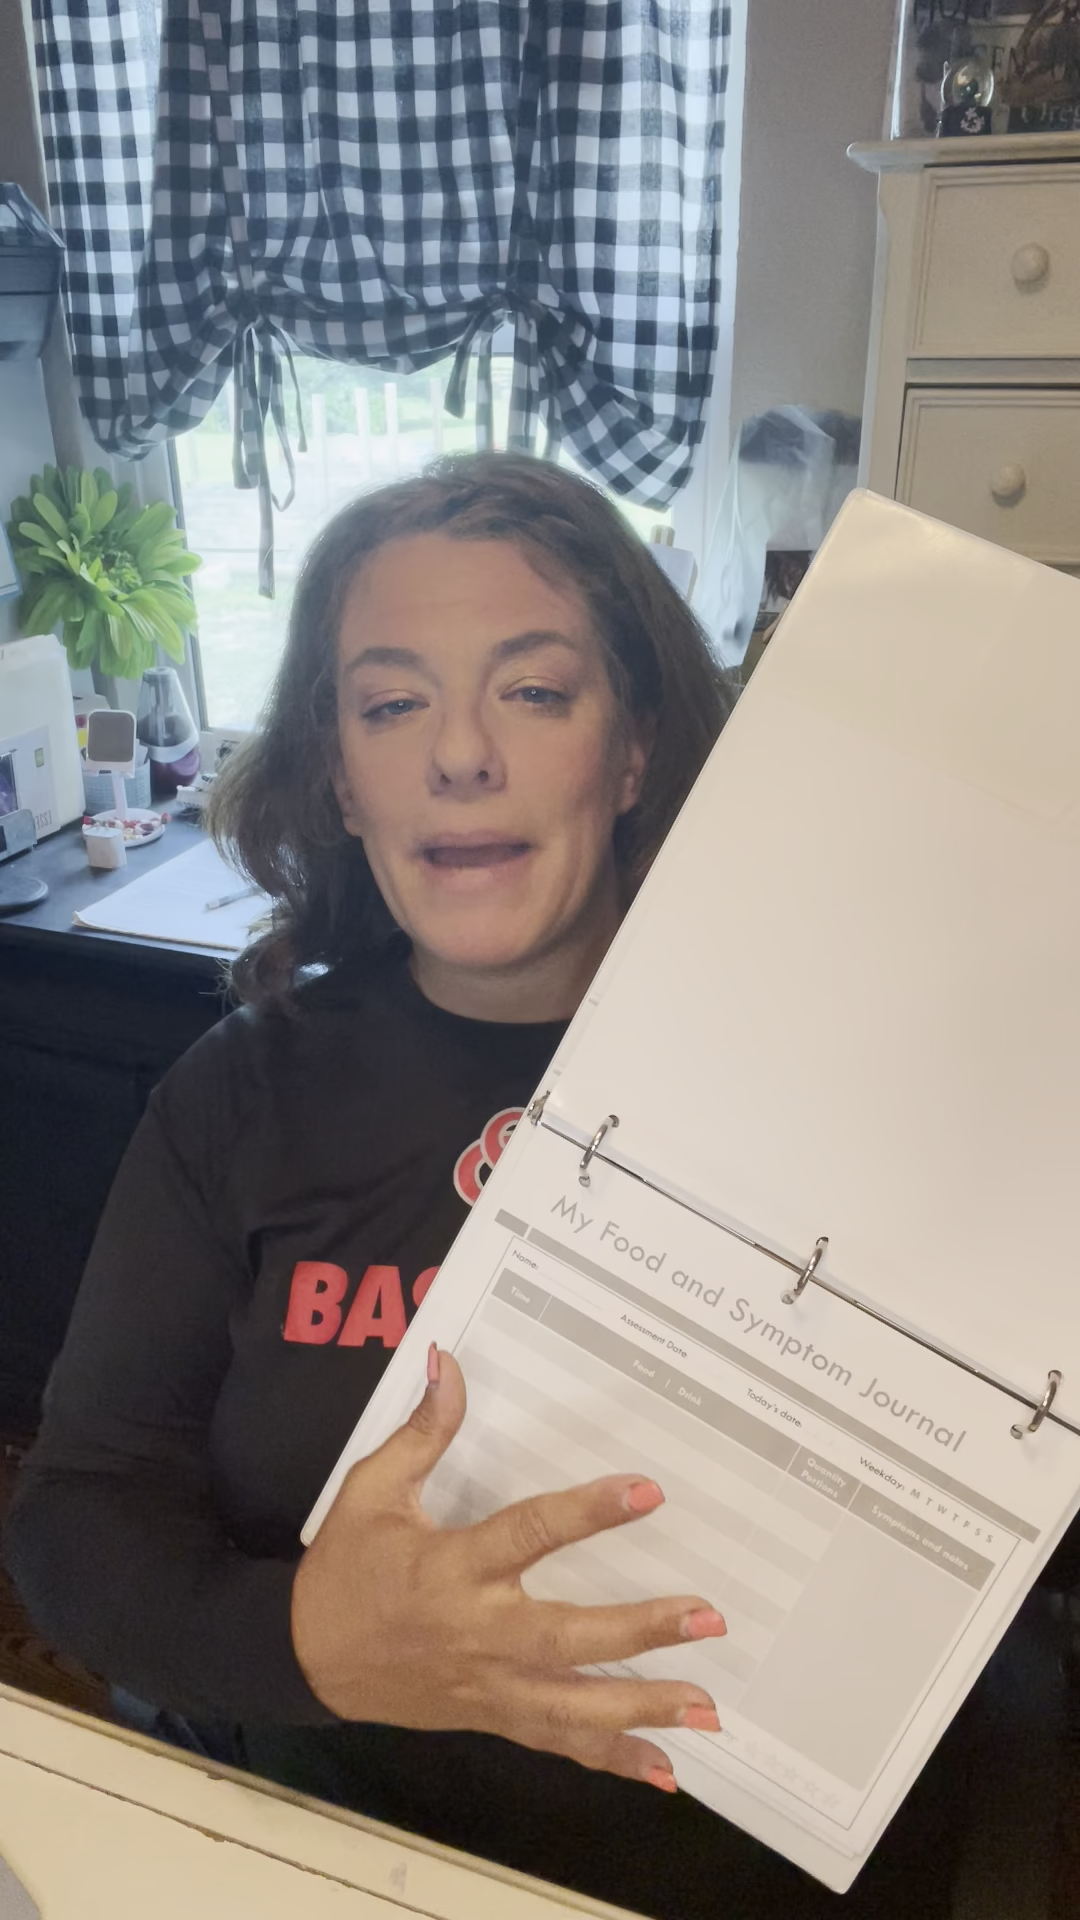 BAS
My Food and Symptom Journal
Name:
Assessment Date
Today's date
Weekday: M T W T F S S
Time
Food | Drink
Quantity
Portions
Symptoms and notes